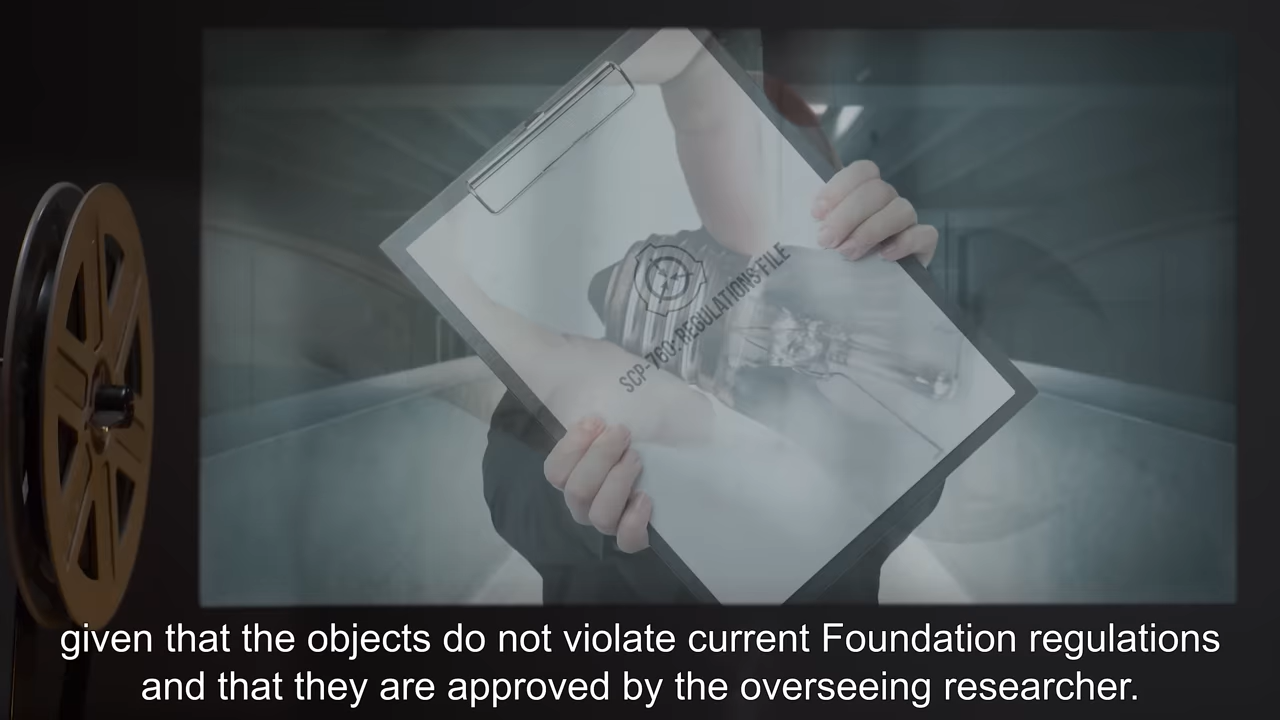 SCP-760: REGULATIONS FILE
given that the objects do not violate current Foundation regulations
and that they are approved by the overseeing researcher.